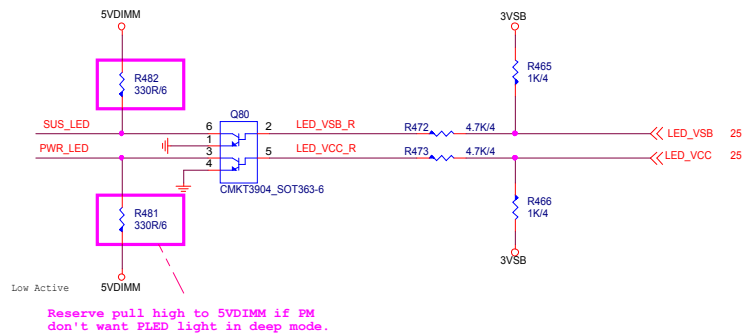 5VDIMM
3VSB
R482
330R/6
R465
1K/4
Q80
SUS_LED
6
2
LED_VSB_R
R472
4.7K/4
LED_VSB
25
1
PWR_LED
3
5
LED_VCC_R
R473
4.7K/4
LED_VCC
25
4
CMKT3904_SOT363-6
R481
330R/6
R466
1K/4
3VSB
Low Active
5VDIMM
Reserve pull high to 5VDIMM if PM
don't want PLED light in deep mode.